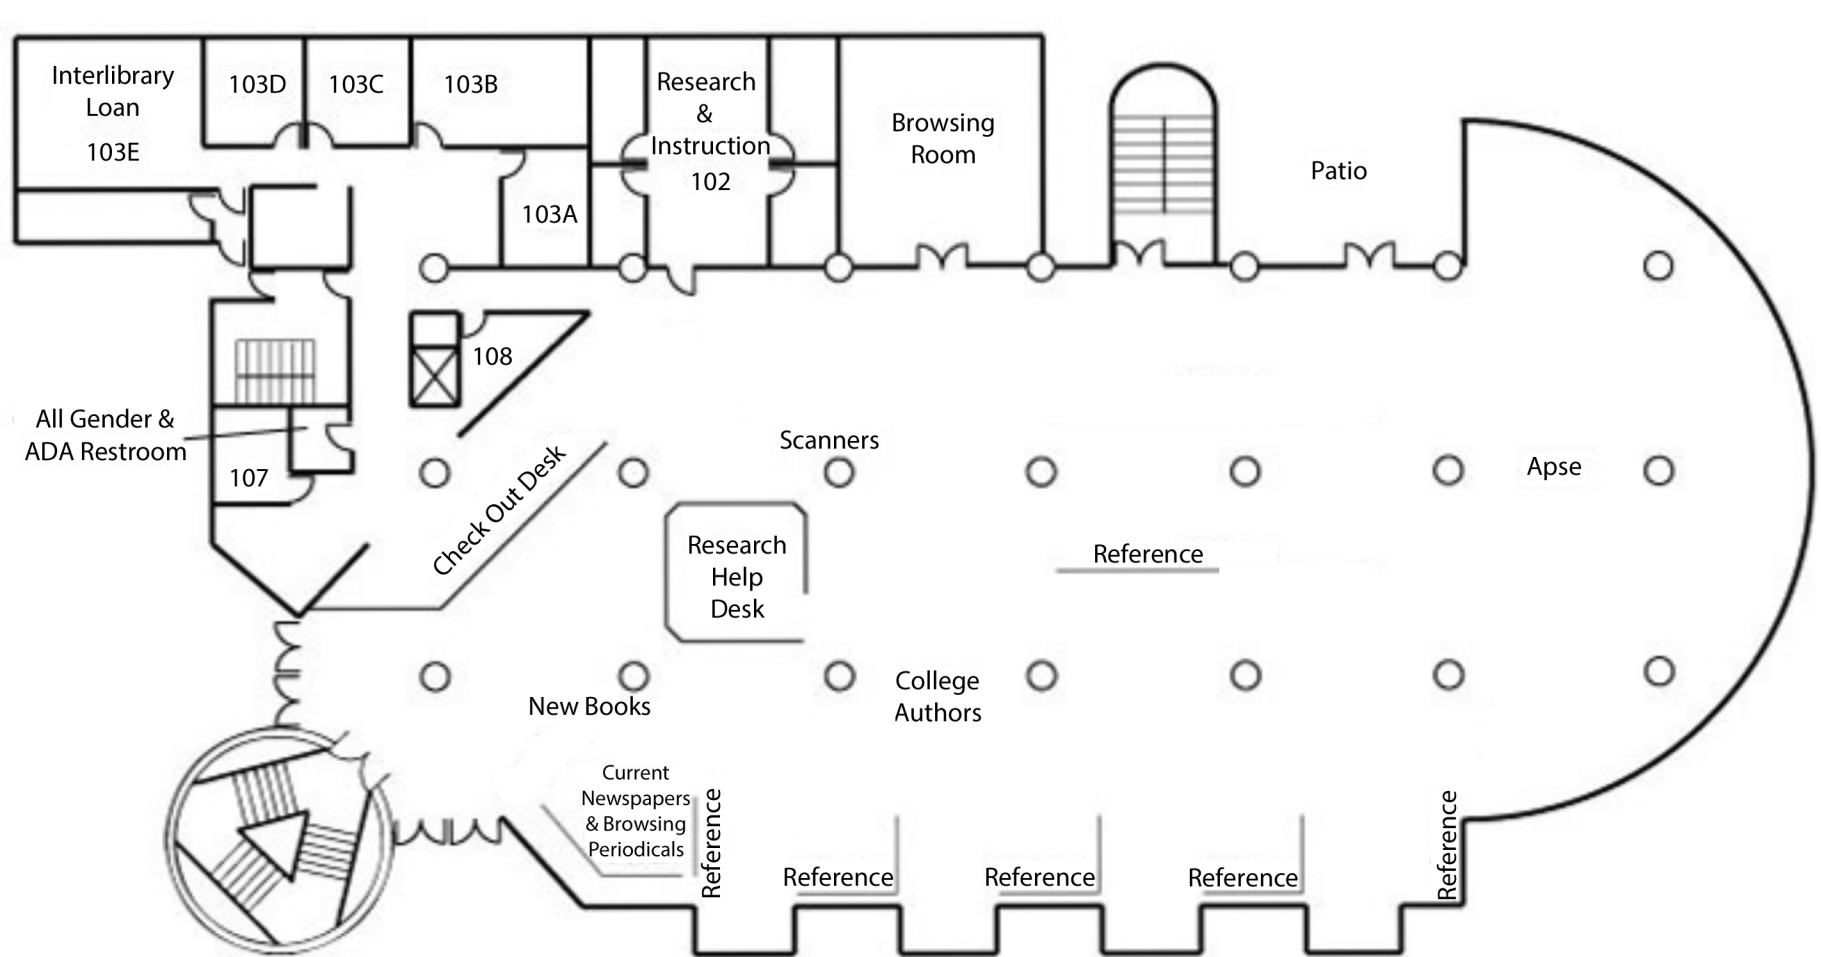 Interlibrary
Loan
103E
103D
103C
103B
103A
Research
&
Instruction
102
Browsing
Room
Patio
108
All Gender &
ADA Restroom
107
Check Out Desk
Scanners
Research
Help
Desk
Reference
Apse
New Books
College
Authors
Current
Newspapers
& Browsing
Periodicals
Reference
Reference
Reference
Reference
Reference